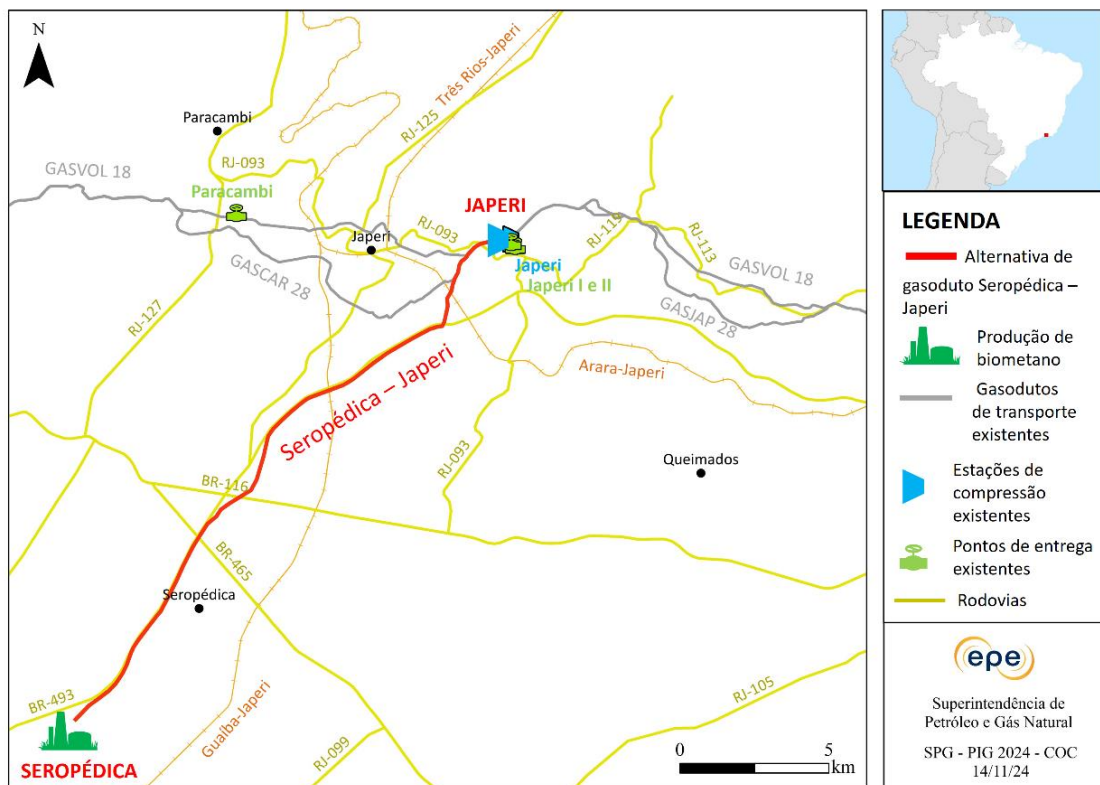 N
Três Rios-Japeri
Paracambi
RJ-125
RJ-093
GASVOL 18
Paracambi
JAPERI
RJ-119
Japeri
RJ-093
RJ-113
Japeri
GASVOL 18
GASCAR 28
Japeri I e II
RJ-127
GASJAP 28
Seropédica – Japeri
Arara-Japeri
RJ-093
Queimados
BR-116
BR-465
Seropédica
BR-493
Guaíba-Japeri
RJ-105
RJ-099
SEROPÉDICA
0 5
km
LEGENDA
Alternativa de
gasoduto Seropédica –
Japeri
Produção de
biometano
Gasodutos
de transporte
existentes
Estações de
compressão
existentes
Pontos de entrega
existentes
Rodovias
epe
Superintendência de
Petróleo e Gás Natural
SPG - PIG 2024 - COC
14/11/24